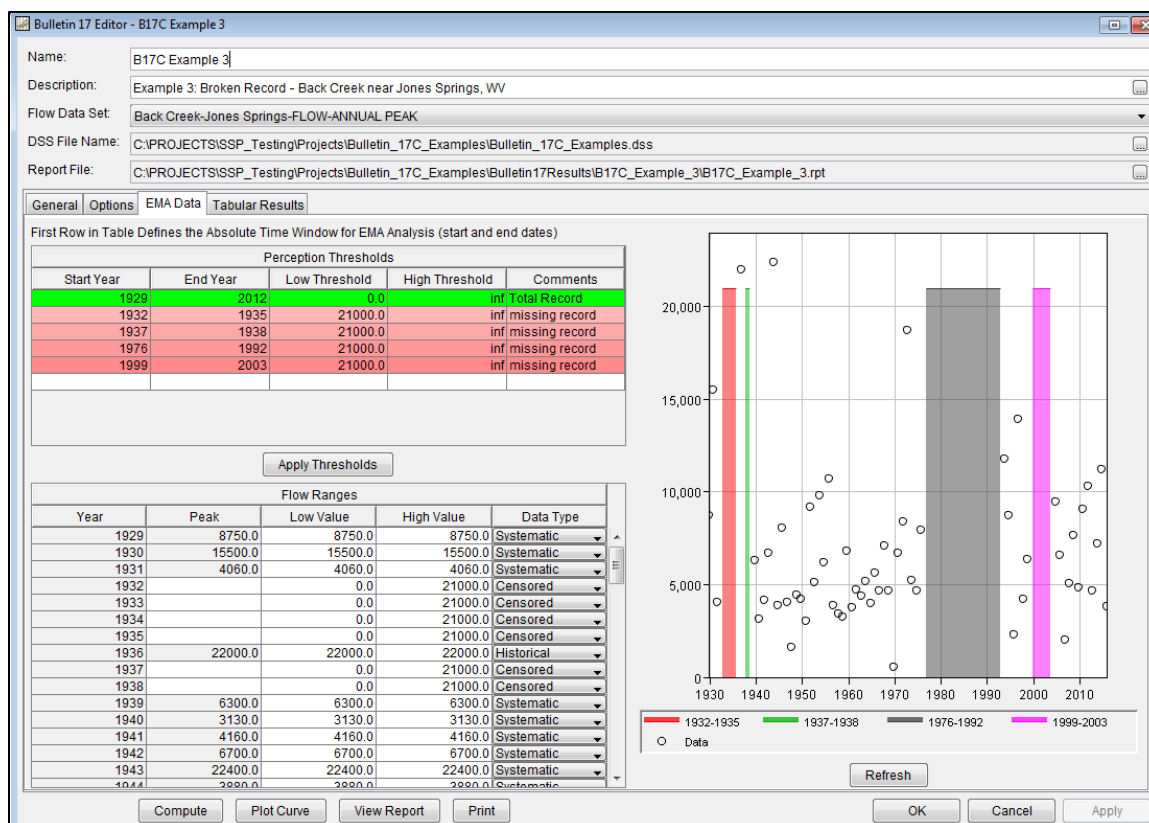 Bulletin 17 Editor - B17C Example 3
Name: B17C Example 3
Description: Example 3: Broken Record - Back Creek near Jones Springs, WV
Flow Data Set: Back Creek-Jones Springs-FLOW-ANNUAL PEAK
DSS File Name: C:\PROJECTS\SSP_Testing\Projects\Bulletin_17C_Examples\Bulletin_17C_Examples.dss
Report File: C:\PROJECTS\SSP_Testing\Projects\Bulletin_17C_Examples\Bulletin17Results\B17C_Example_3\B17C_Example_3.rpt
General Options EMA Data Tabular Results
First Row in Table Defines the Absolute Time Window for EMA Analysis (start and end dates)
Perception Thresholds
Start Year End Year Low Threshold High Threshold Comments
1929 2012 0.0 inf Total Record
1932 1935 21000.0 inf missing record
1937 1938 21000.0 inf missing record
1976 1992 21000.0 inf missing record
1999 2003 21000.0 inf missing record
Apply Thresholds
Flow Ranges
Year Peak Low Value High Value Data Type
1929 8750.0 8750.0 8750.0 Systematic
1930 15500.0 15500.0 15500.0 Systematic
1931 4060.0 4060.0 4060.0 Systematic
1932 0.0 21000.0 Censored
1933 0.0 21000.0 Censored
1934 0.0 21000.0 Censored
1935 0.0 21000.0 Censored
1936 22000.0 22000.0 22000.0 Historical
1937 0.0 21000.0 Censored
1938 0.0 21000.0 Censored
1939 6300.0 6300.0 6300.0 Systematic
1940 3130.0 3130.0 3130.0 Systematic
1941 4160.0 4160.0 4160.0 Systematic
1942 6700.0 6700.0 6700.0 Systematic
1943 22400.0 22400.0 22400.0 Systematic
1944 3880.0 3880.0 3880.0 Systematic
20,000
15,000
10,000
5,000
0
1930 1940 1950 1960 1970 1980 1990 2000 2010
1932-1935 1937-1938 1976-1992 1999-2003
Data
Refresh
Compute Plot Curve View Report Print OK Cancel Apply